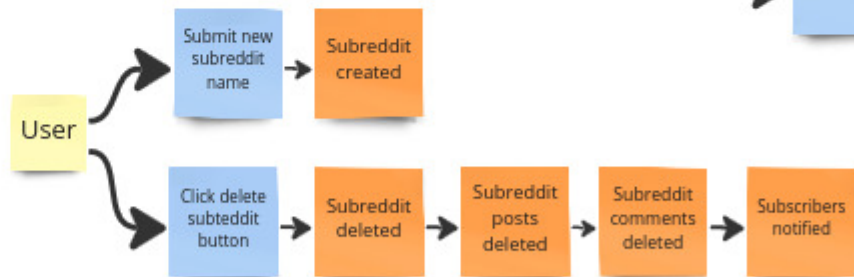 User
Submit new
subreddit
name
Subreddit
created
Click delete
subteddit
button
Subreddit
deleted
Subreddit
posts
deleted
Subreddit
comments
deleted
Subscribers
notified